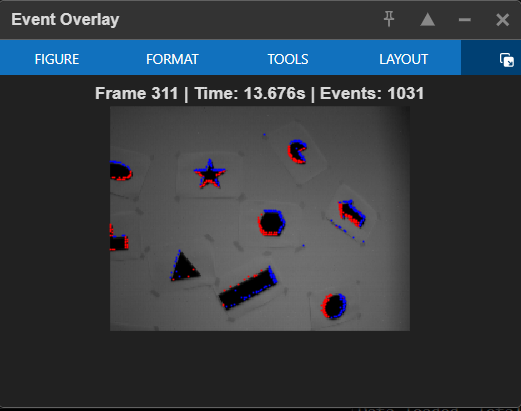 Event Overlay
FIGURE FORMAT TOOLS LAYOUT
Frame 311 | Time: 13.676s | Events: 1031